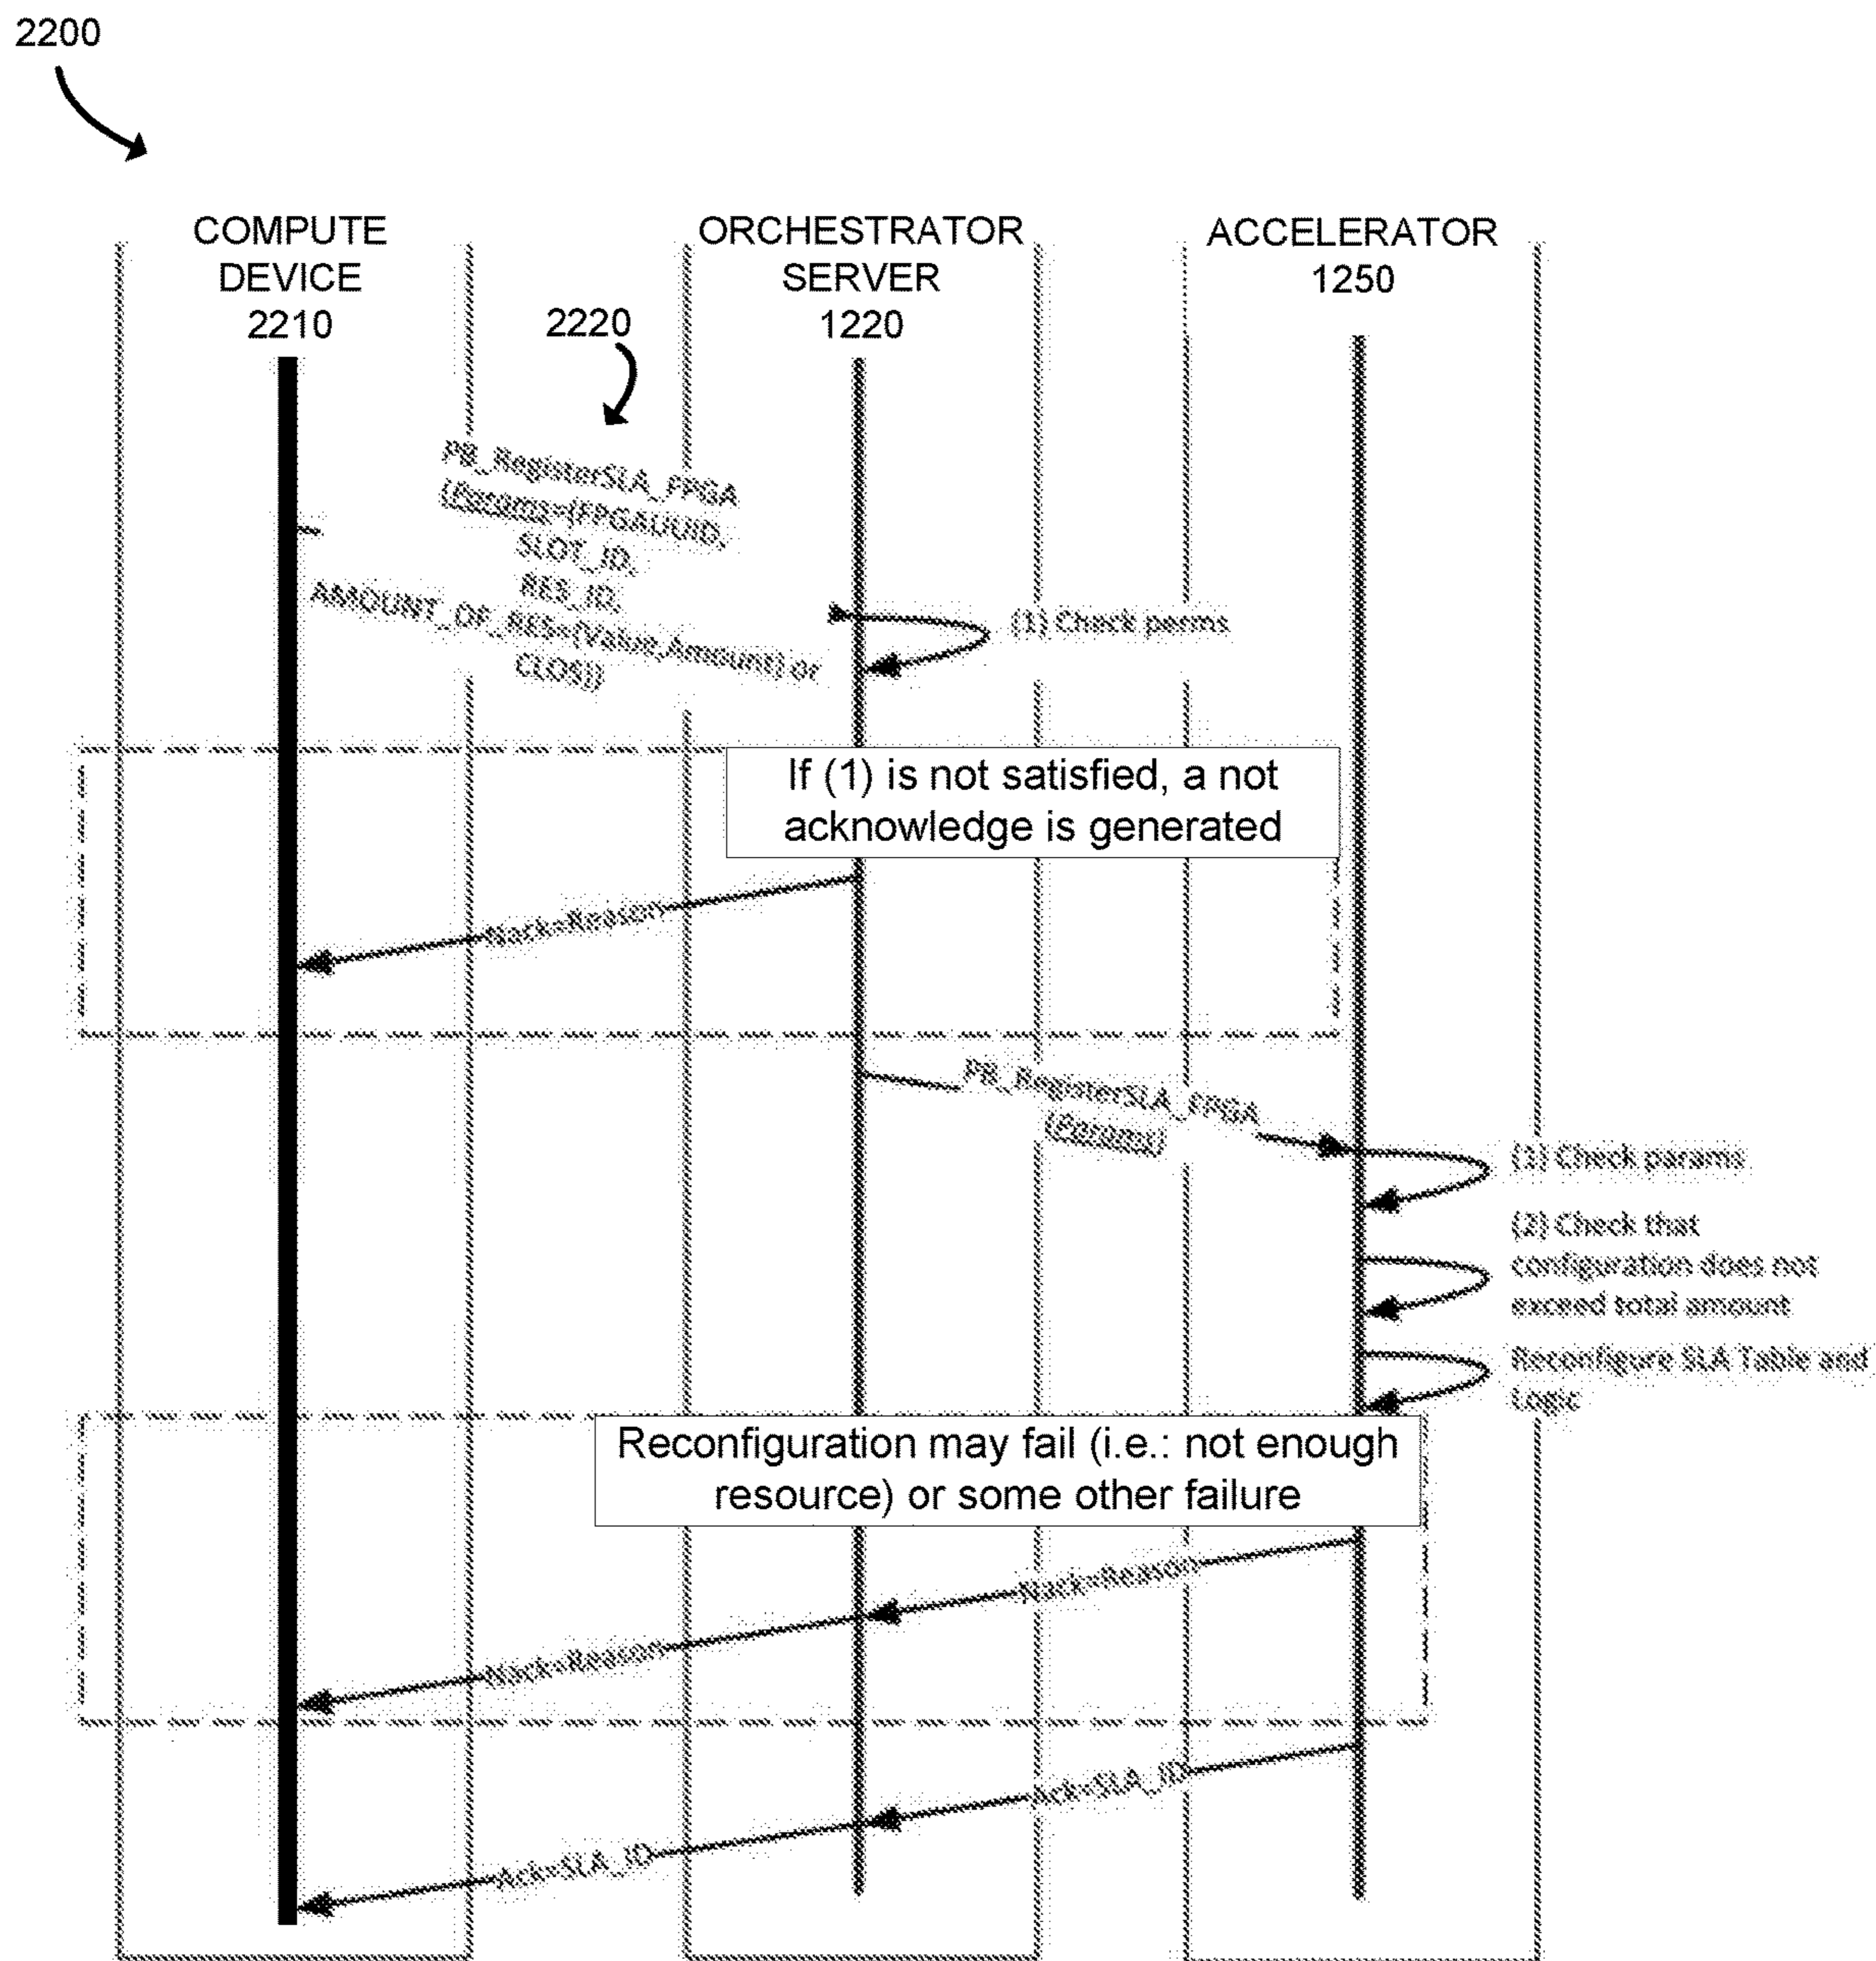 2200
COMPUTE
DEVICE
2210
ORCHESTRATOR
SERVER
1220
ACCELERATOR
1250
2220
PB_RegisterSLA_FPGA
(Params={FPGAUUID,
SLOT_ID,
RES_ID,
AMOUNT_OF_RES=(Value,Amount) or
CLOS})
(1) Check perms
If (1) is not satisfied, a not
acknowledge is generated
Nack=Reason
PB_RegisterSLA_FPGA
(Params)
(1) Check params
(2) Check that
configuration does not
exceed total amount
Reconfigure SLA Table and
Logic
Reconfiguration may fail (i.e.: not enough
resource) or some other failure
Nack=Reason
Nack=Reason
Ack=SLA_ID
Ack=SLA_ID